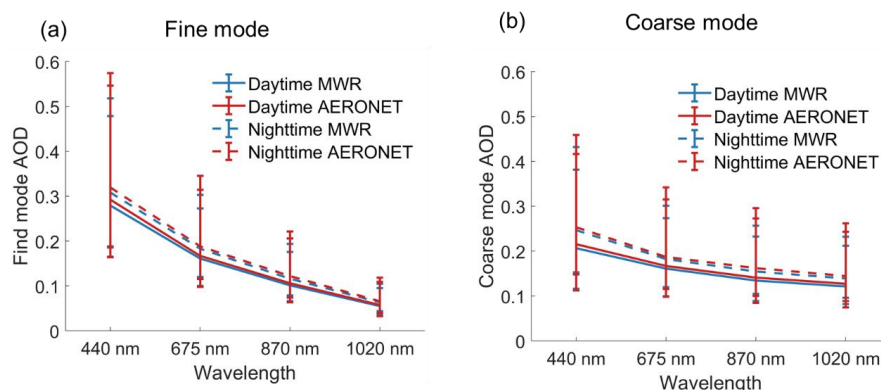 (a)
Fine mode
0.6
0.5
0.4
0.3
0.2
0.1
0
Find mode AOD
Daytime MWR
Daytime AERONET
Nighttime MWR
Nighttime AERONET
440 nm
675 nm
870 nm
1020 nm
Wavelength
(b)
Coarse mode
0.6
0.5
0.4
0.3
0.2
0.1
0
Coarse mode AOD
Daytime MWR
Daytime AERONET
Nighttime MWR
Nighttime AERONET
440 nm
675 nm
870 nm
1020 nm
Wavelength